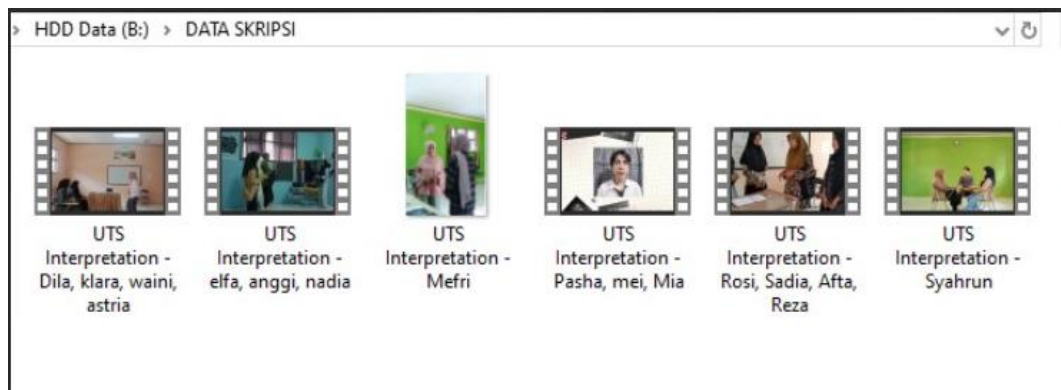 HDD Data (B:) > DATA SKRIPSI
UTS
Interpretation -
Dila, klara, waini,
astria
UTS
Interpretation -
elfa, anggi, nadia
UTS
Interpretation -
Mefri
UTS
Interpretation -
Pasha, mei, Mia
UTS
Interpretation -
Rosi, Sadia, Afta,
Reza
UTS
Interpretation -
Syahrun